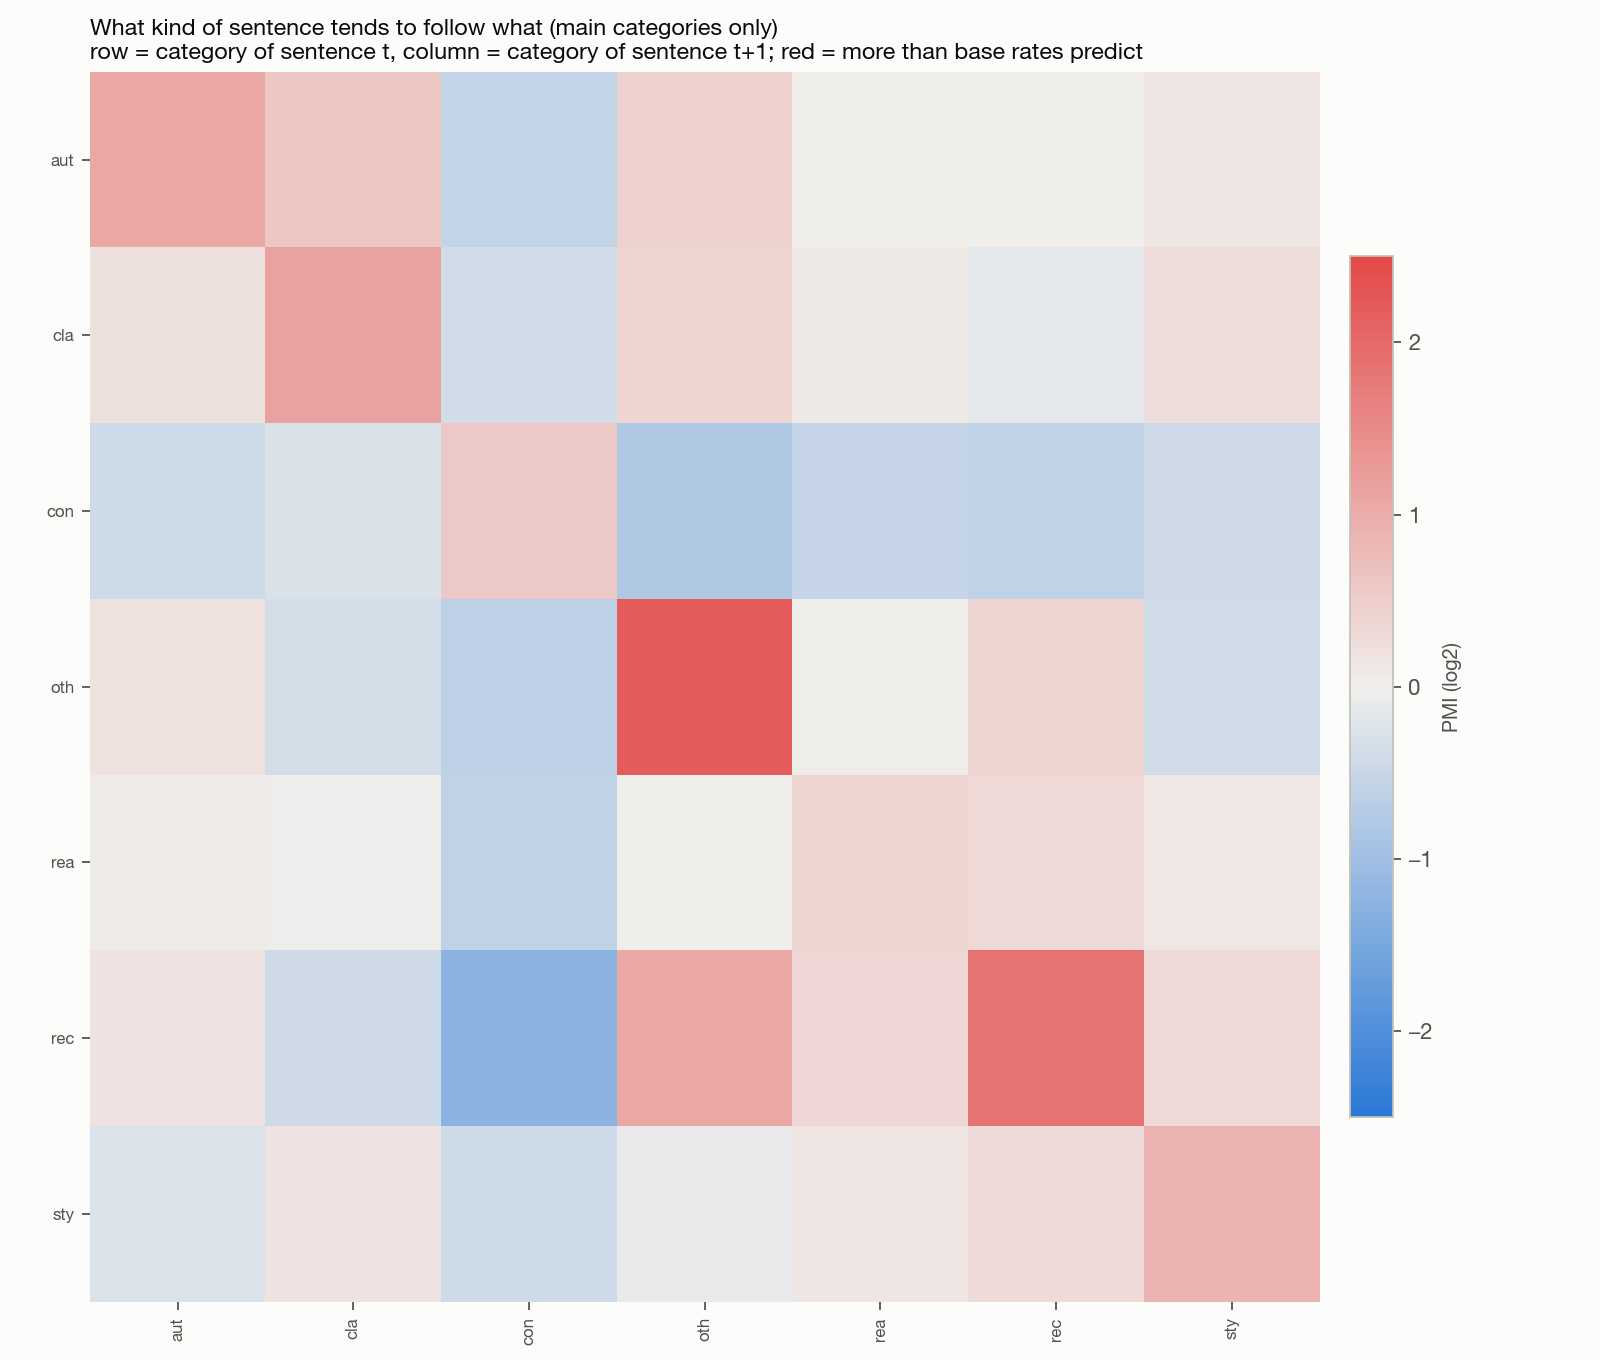 What kind of sentence tends to follow what (main categories only)
row = category of sentence t, column = category of sentence t+1; red = more than base rates predict
aut
cla
con
oth
rea
rec
sty
aut
cla
con
oth
rea
rec
sty
2
1
0
−1
−2
PMI (log2)